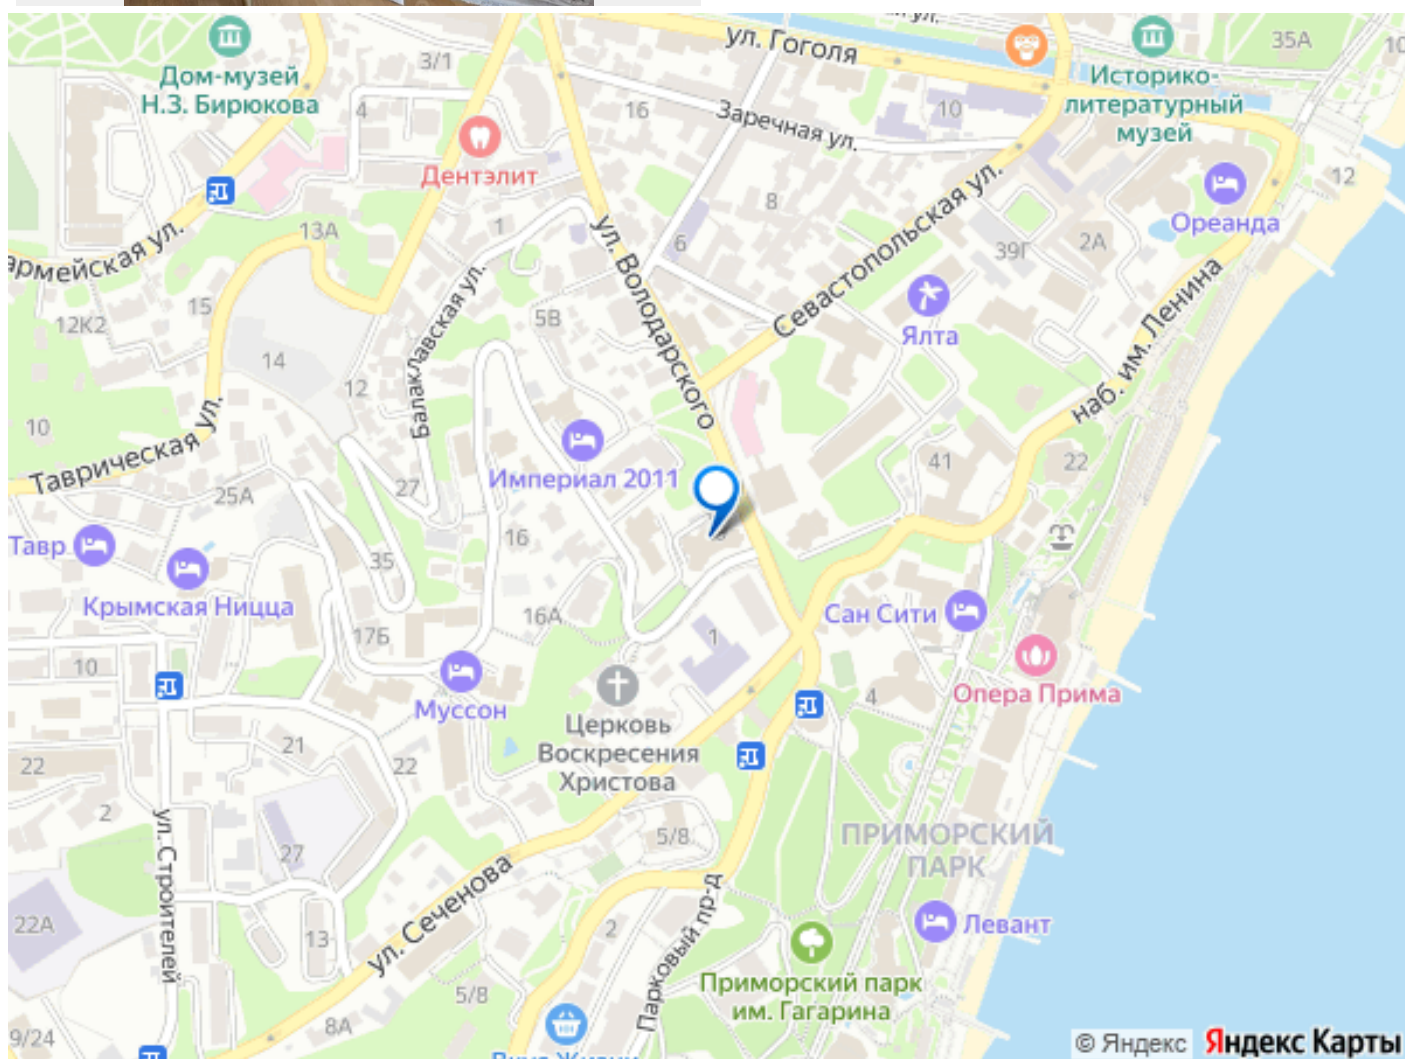 ул. Гоголя
35А
10
Дом-музей
Н.З. Бирюкова
3/1
Историко-
литературный
музей
4
16
Заречная ул.
10
Дентэлит
12
Ореанда
1
13А
8
6
ул. Володарского
Севастопольская ул.
39Г
2А
армейская ул.
15
12К2
Балаклавская ул.
5В
Ялта
наб. им. Ленина
14
12
10
Таврическая ул.
25А
27
Империал 2011
41
22
Тавр
16
35
Крымская Ницца
16А
17Б
1
Сан Сити
10
Муссон
Опера Прима
4
Церковь
Воскресения
Христова
21
22
22
2
ул. Строителей
27
5/8
ПРИМОРСКИЙ
ПАРК
22А
13
ул. Сеченова
2
Парковый пр-д
Левант
5/8
Приморский парк
им. Гагарина
9/24
8А
© Яндекс Яндекс Карты